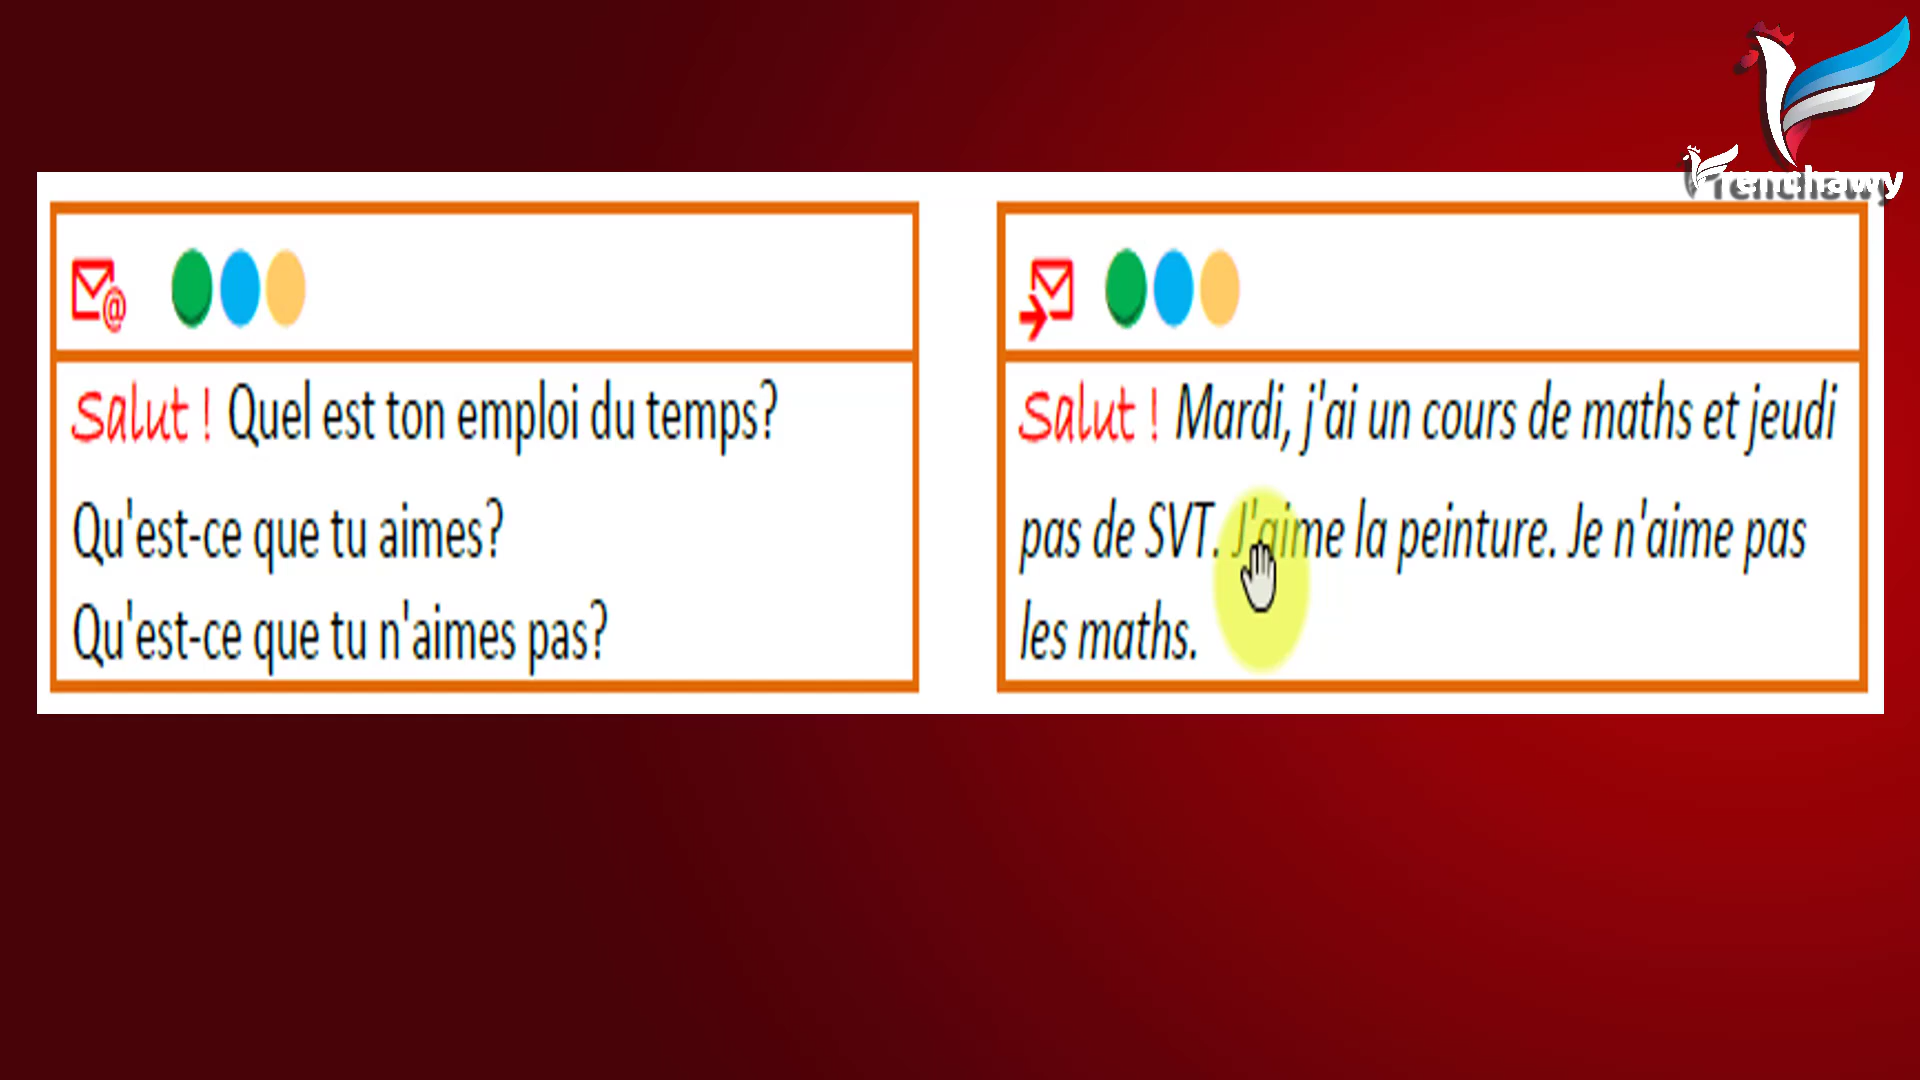 Frenchawy
Salut ! Quel est ton emploi du temps?
Qu'est-ce que tu aimes?
Qu'est-ce que tu n'aimes pas?
Salut ! Mardi, j'ai un cours de maths et jeudi
pas de SVT. J'aime la peinture. Je n'aime pas
les maths.